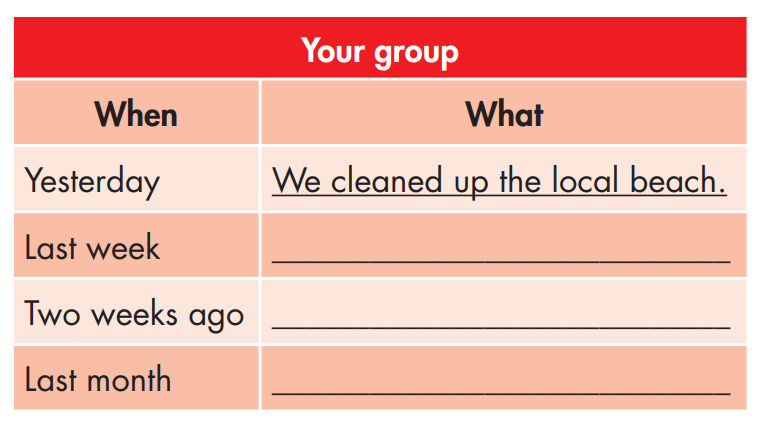 Your group
When What
Yesterday We cleaned up the local beach.
Last week
Two weeks ago
Last month